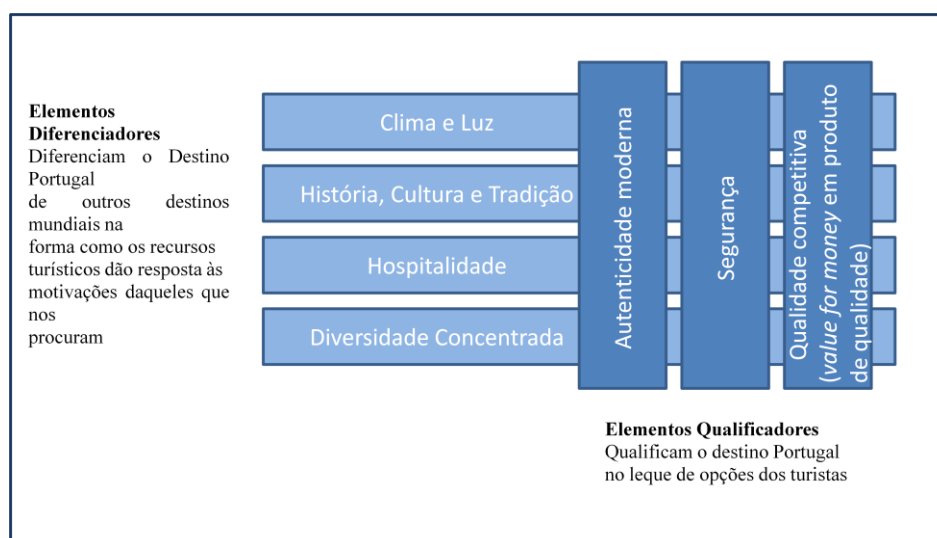 Elementos
Diferenciadores
Diferenciam o Destino
Portugal
de outros destinos
mundiais na
forma como os recursos
turísticos dão resposta às
motivações daqueles que
nos
procuram
Clima e Luz
História, Cultura e Tradição
Hospitalidade
Diversidade Concentrada
Autenticidade moderna
Segurança
Qualidade competitiva
(value for money em produto
de qualidade)
Elementos Qualificadores
Qualificam o destino Portugal
no leque de opções dos turistas